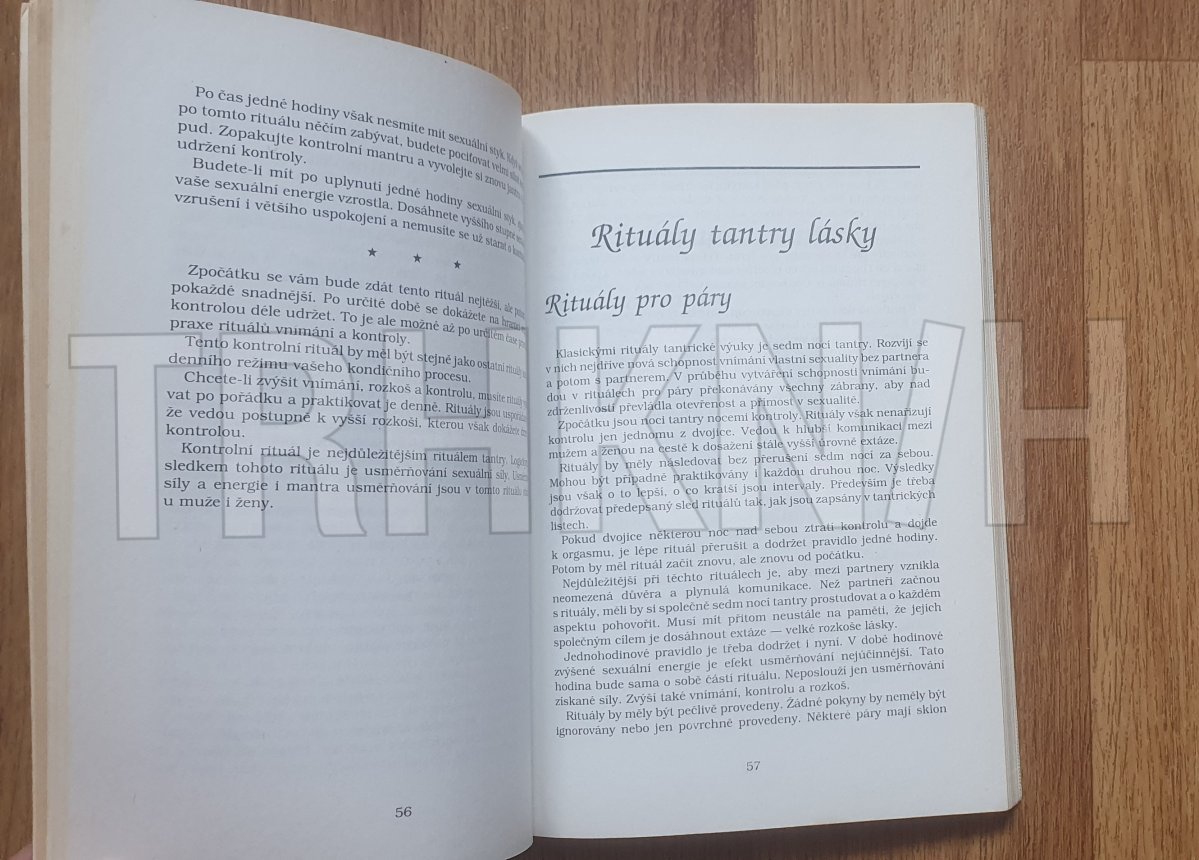 Po čas jedné hodiny však nesmíte mít sexuální styk. Když se
po tomto rituálu něčím zabývat, budete pociťovat velmi silný
pud. Zopakujte kontrolní mantru a vyvolejte si znovu
udržení kontroly.
Budete-li mít po uplynutí jedné hodiny sexuální styk,
vaše sexuální energie vzrostla. Dosáhnete vyššího stupně
vzrušení i většího uspokojení a nemusíte se už starat o
★ ★ ★
Zpočátku se vám bude zdát tento rituál nejtěžší, ale
pokaždé snadnější. Po určité době se dokážete na hranici
kontrolou déle udržet. To je ale možné až po určitém čase
praxe rituálů vnímání a kontroly.
Tento kontrolní rituál by měl být stejně jako ostatní rituály
denního režimu vašeho kondičního procesu.
Chcete-li zvýšit vnímání, rozkoš a kontrolu, musíte rituály
vat po pořádku a praktikovat je denně. Rituály jsou
že vedou postupně k vyšší rozkoši, kterou však dokážete
kontrolou.
Kontrolní rituál je nejdůležitějším rituálem tantry.
sledkem tohoto rituálu je usměrňování sexuální síly.
síly a energie i mantra usměrňování jsou v tomto rituálu
u muže i ženy.
56
Rituály tantry lásky
Rituály pro páry
Klasickými rituály tantrické výuky je sedm nocí tantry. Rozvíjí se
v nich nejdříve nová schopnost vnímání vlastní sexuality bez partnera
a potom s partnerem. V průběhu vytváření schopnosti vnímání bu-
dou v rituálech pro páry překonávány všechny zábrany, aby nad
zdrženlivostí převládla otevřenost a přímost v sexualitě.
Zpočátku jsou noci tantry nocemi kontroly. Rituály však nenařizují
kontrolu jen jednomu z dvojice. Vedou k hlubší komunikaci mezi
mužem a ženou na cestě k dosažení stále vyšší úrovně extáze.
Rituály by měly následovat bez přerušení sedm nocí za sebou.
Mohou být případně praktikovány i každou druhou noc. Výsledky
jsou však o to lepší, o co kratší jsou intervaly. Především je třeba
dodržovat předepsaný sled rituálů tak, jak jsou zapsány v tantrických
listech.
Pokud dvojice některou noc nad sebou ztratí kontrolu a dojde
k orgasmu, je lépe rituál přerušit a dodržet pravidlo jedné hodiny.
Potom by měl rituál začít znovu, ale znovu od počátku.
Nejdůležitější při těchto rituálech je, aby mezi partnery vznikla
neomezená důvěra a plynulá komunikace. Než partneři začnou
s rituály, měli by si společně sedm nocí tantry prostudovat a o každém
aspektu pohovořit. Musí mít přitom neustále na paměti, že jejich
společným cílem je dosáhnout extáze — velké rozkoše lásky.
Jednohodinové pravidlo je třeba dodržet i nyní. V době hodinové
zvýšené sexuální energie je efekt usměrňování nejúčinnější. Tato
hodina bude sama o sobě částí rituálu. Neposlouží jen usměrňování
získané síly. Zvýší také vnímání, kontrolu a rozkoš.
Rituály by měly být pečlivě provedeny. Žádné pokyny by neměly být
ignorovány nebo jen povrchně provedeny. Některé páry mají sklon
57
TRHKNIH